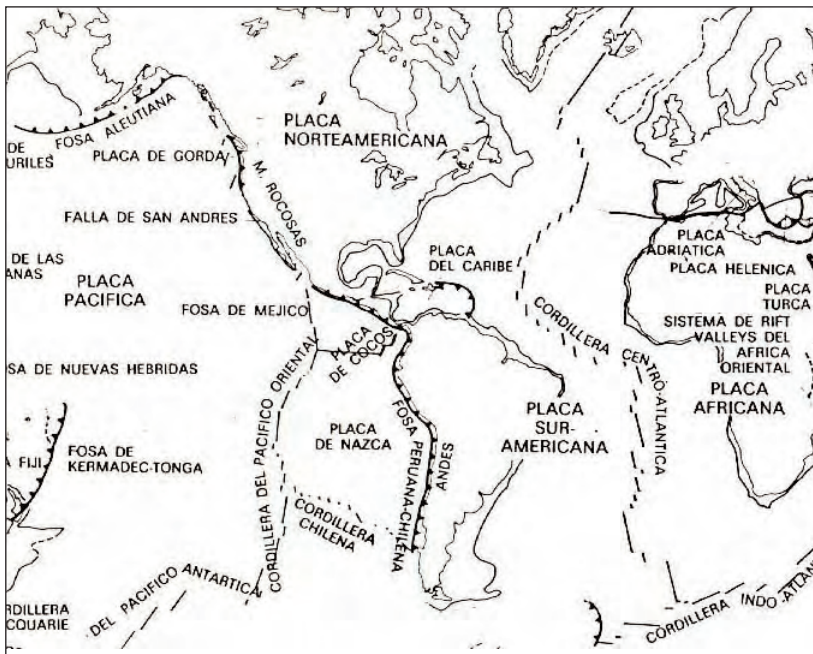 FOSA ALEUTIANA
DE
URILES
PLACA DE GORDA
PLACA
NORTEAMERICANA
M. ROCOSAS
FALLA DE SAN ANDRES
DE LAS
ANAS
PLACA
PACIFICA
PLACA
DEL CARIBE
PLACA
ADRIATICA
PLACA HELENICA
PLACA
TURCA
SISTEMA DE RIFT
VALLEYS DEL
AFRICA
ORIENTAL
PLACA
AFRICANA
FOSA DE MEJICO
PLACA
DE COCOS
CORDILLERA CENTRO-ATLANTICA
SA DE NUEVAS HEBRIDAS
CORDILLERA DEL PACIFICO ORIENTAL
PLACA
DE NAZCA
FOSA PERUANA-CHILENA
ANDES
PLACA
SUR-
AMERICANA
FIJI
FOSA DE
KERMADEC-TONGA
CORDILLERA
CHILENA
DEL PACIFICO ANTARTICA
RDILLERA
CQUARIE
CORDILLERA INDO-ATLAN